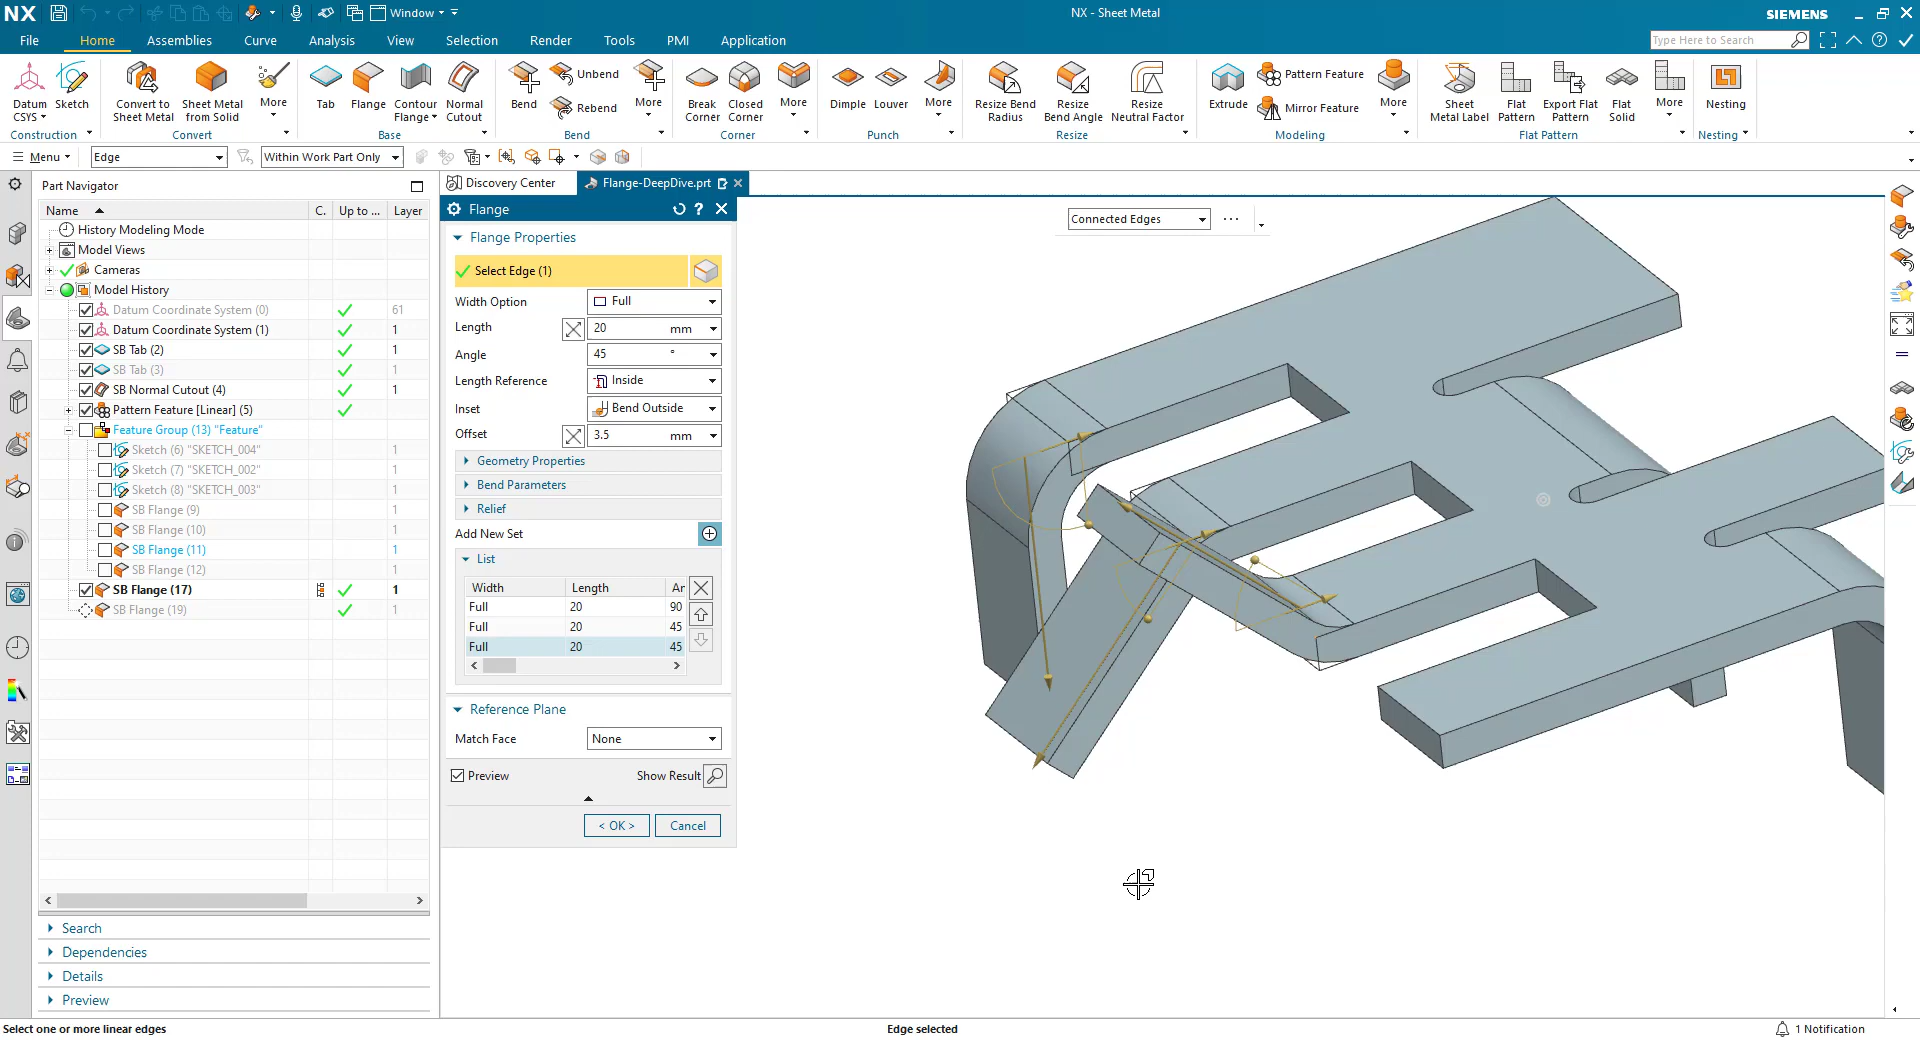 NX
Window
NX - Sheet Metal
SIEMENS
File
Home
Assemblies
Curve
Analysis
View
Selection
Render
Tools
PMI
Application
Type Here to Search
Datum CSYS
Sketch
Construction
Convert to Sheet Metal
Sheet Metal from Solid
More
Convert
Tab
Flange
Contour Flange
Normal Cutout
Base
Bend
Unbend
Rebend
More
Bend
Break Corner
Closed Corner
More
Corner
Dimple
Louver
More
Punch
Resize Bend Radius
Resize Bend Angle
Resize Neutral Factor
Resize
Extrude
Pattern Feature
Mirror Feature
More
Modeling
Sheet Metal Label
Flat Pattern
Export Flat Pattern
Flat Solid
More
Flat Pattern
Nesting
Nesting
Menu
Edge
Within Work Part Only
Part Navigator
Name C. Up to ... Layer
History Modeling Mode
Model Views
Cameras
Model History
Datum Coordinate System (0) 61
Datum Coordinate System (1) 1
SB Tab (2) 1
SB Tab (3) 1
SB Normal Cutout (4) 1
Pattern Feature [Linear] (5)
Feature Group (13) "Feature"
Sketch (6) "SKETCH_004" 1
Sketch (7) "SKETCH_002" 1
Sketch (8) "SKETCH_003" 1
SB Flange (9) 1
SB Flange (10) 1
SB Flange (11) 1
SB Flange (12) 1
SB Flange (17) 1
SB Flange (19) 1
Search
Dependencies
Details
Preview
Discovery Center
Flange-DeepDive.prt
Flange
Flange Properties
Select Edge (1)
Width Option Full
Length 20 mm
Angle 45 °
Length Reference Inside
Inset Bend Outside
Offset 3.5 mm
Geometry Properties
Bend Parameters
Relief
Add New Set
List
Width Length Ar
Full 20 90
Full 20 45
Full 20 45
Reference Plane
Match Face None
Preview
Show Result
< OK >
Cancel
Connected Edges
Select one or more linear edges
Edge selected
1 Notification